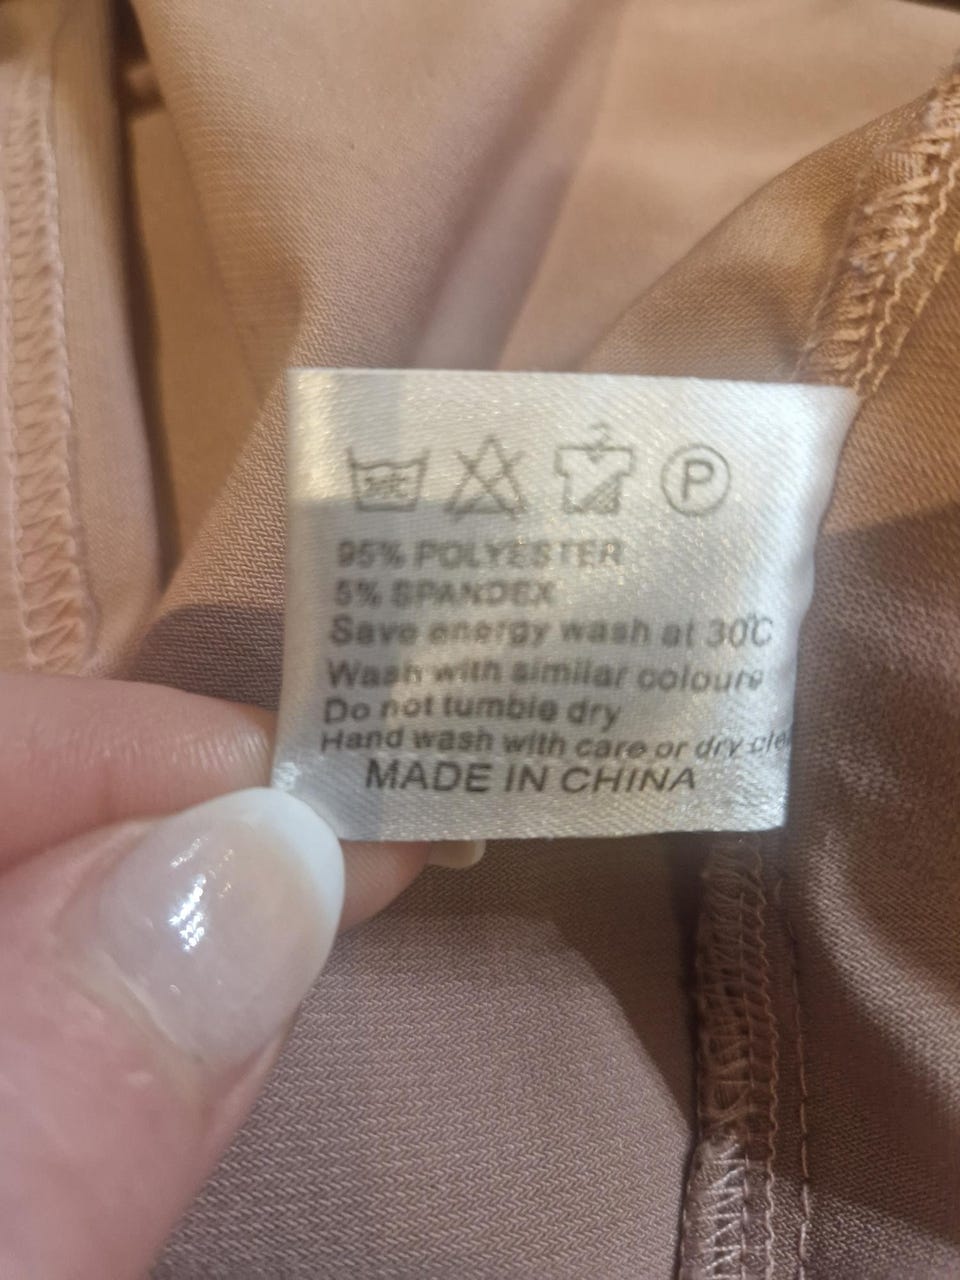 P
95% POLYESTER
5% SPANDEX
Save energy wash at 30°C
Wash with similar colours
Do not tumble dry
Hand wash with care or dry cle
MADE IN CHINA